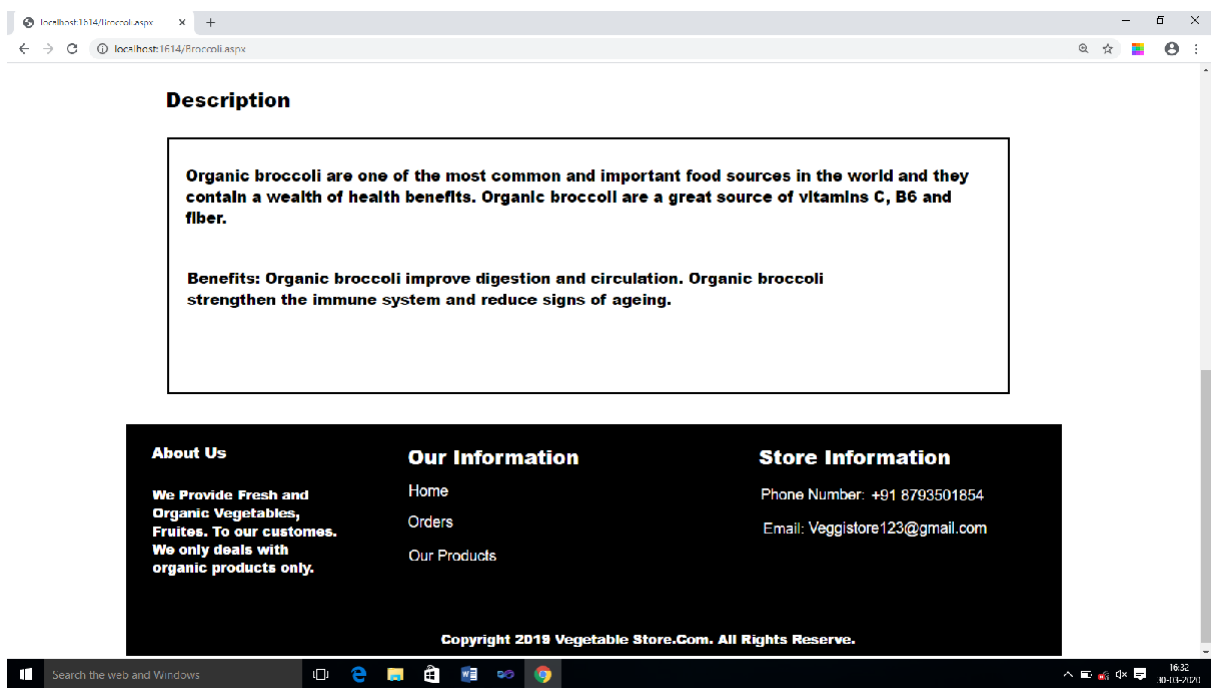 localhost:1614/Broccoli.aspx
localhost:1614/Broccoli.aspx
Description
Organic broccoli are one of the most common and important food sources in the world and they
contain a wealth of health benefits. Organic broccoli are a great source of vitamins C, B6 and
fiber.
Benefits: Organic broccoli improve digestion and circulation. Organic broccoli
strengthen the immune system and reduce signs of ageing.
About Us
We Provide Fresh and
Organic Vegetables,
Fruites. To our customes.
We only deals with
organic products only.
Our Information
Home
Orders
Our Products
Store Information
Phone Number: +91 8793501854
Email: Veggistore123@gmail.com
Copyright 2019 Vegetable Store.Com. All Rights Reserve.
Search the web and Windows
16:32
30-03-2020